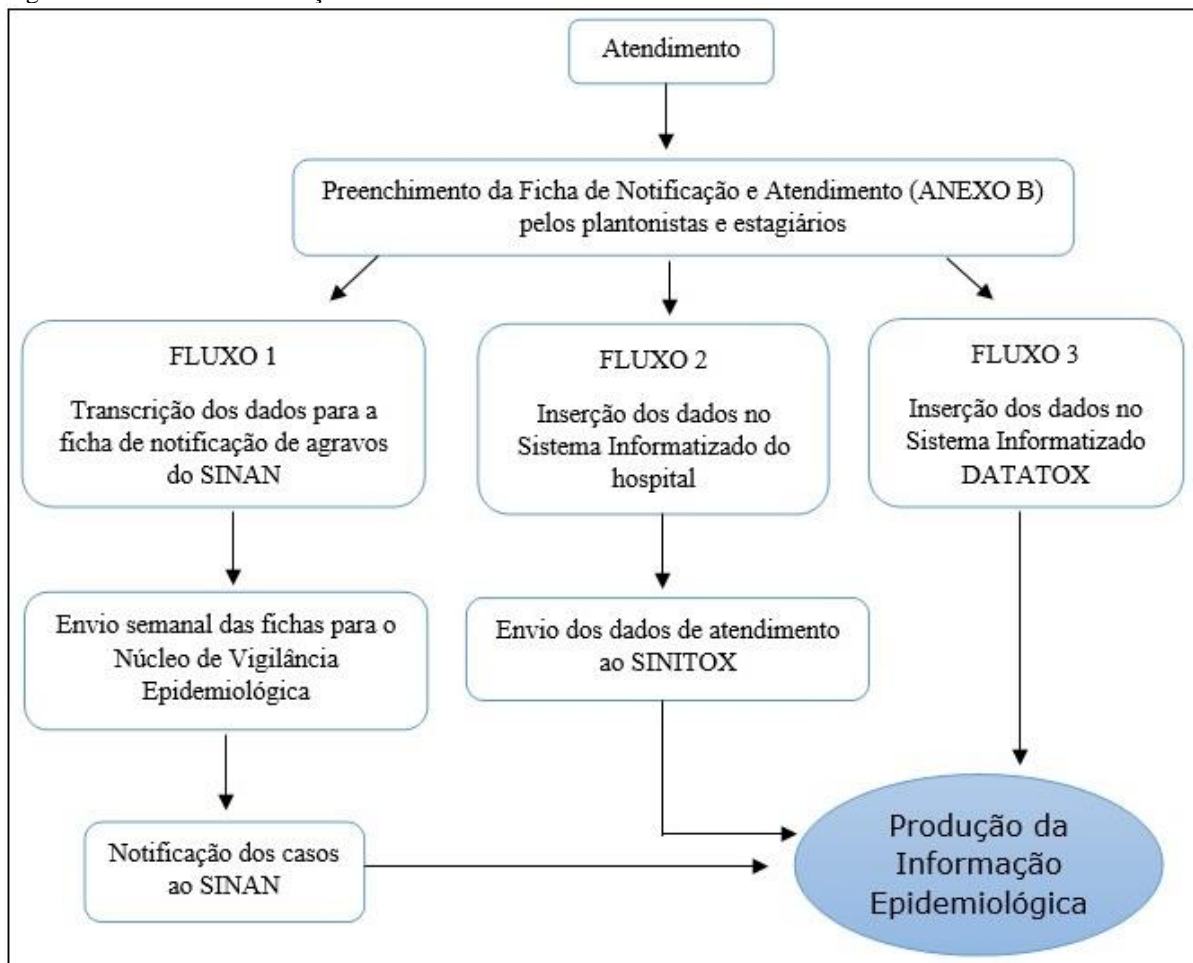 Atendimento
Preenchimento da Ficha de Notificação e Atendimento (ANEXO B)
pelos plantonistas e estagiários
FLUXO 1
Transcrição dos dados para a
ficha de notificação de agravos
do SINAN
FLUXO 2
Inserção dos dados no
Sistema Informatizado do
hospital
FLUXO 3
Inserção dos dados no
Sistema Informatizado
DATATOX
Envio semanal das fichas para o
Núcleo de Vigilância
Epidemiológica
Envio dos dados de atendimento
ao SINITOX
Notificação dos casos
ao SINAN
Produção da
Informação
Epidemiológica